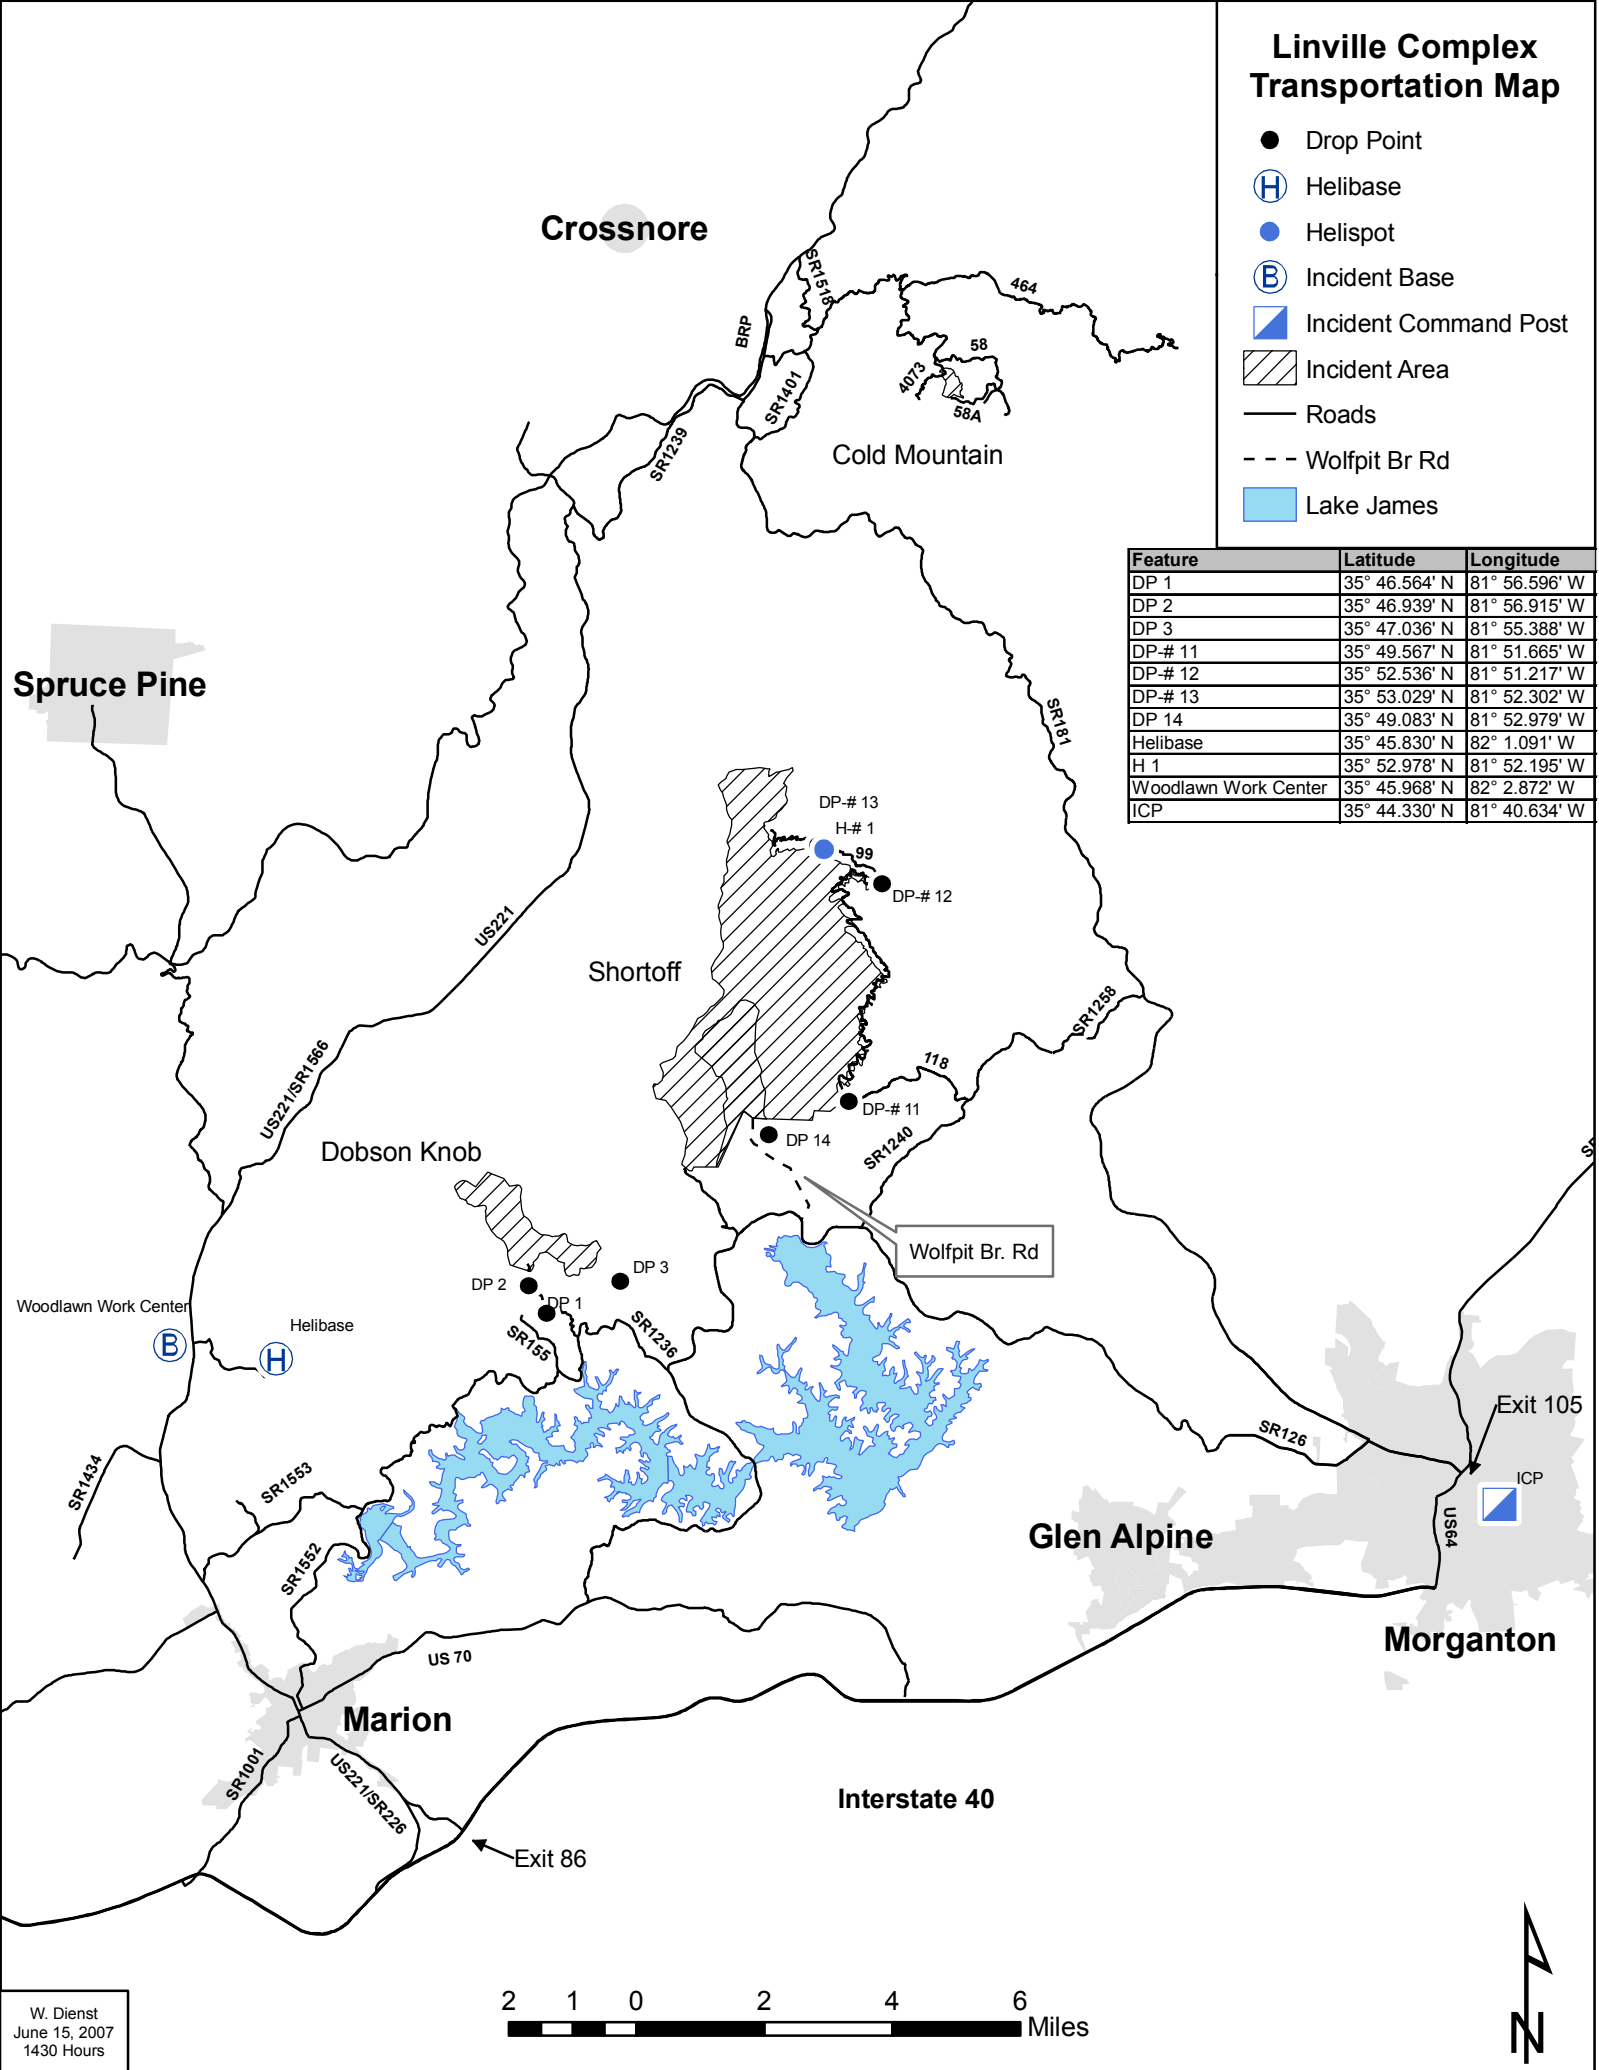 Linville Complex
Transportation Map
Drop Point
H Helibase
Helispot
B Incident Base
Incident Command Post
Incident Area
Roads
Wolfpit Br Rd
Lake James
Feature Latitude Longitude
DP 1 35° 46.564' N 81° 56.596' W
DP 2 35° 46.939' N 81° 56.915' W
DP 3 35° 47.036' N 81° 55.388' W
DP-# 11 35° 49.567' N 81° 51.665' W
DP-# 12 35° 52.536' N 81° 51.217' W
DP-# 13 35° 53.029' N 81° 52.302' W
DP 14 35° 49.083' N 81° 52.979' W
Helibase 35° 45.830' N 82° 1.091' W
H 1 35° 52.978' N 81° 52.195' W
Woodlawn Work Center 35° 45.968' N 82° 2.872' W
ICP 35° 44.330' N 81° 40.634' W
Crossnore
SR1518
464
BRP
58
4073
58A
SR1401
SR1239
Cold Mountain
Spruce Pine
SR181
DP-# 13
H-# 1
99
DP-# 12
US221
Shortoff
SR1258
US221/SR1566
118
DP-# 11
DP 14
SR1240
Dobson Knob
Wolfpit Br. Rd
DP 3
DP 2
DP 1
Woodlawn Work Center
B
Helibase
H
SR155
SR1236
Exit 105
SR126
SR1434
SR1553
ICP
US64
Glen Alpine
SR1552
Morganton
US 70
Marion
SR1001
US221/SR226
Interstate 40
Exit 86
2 1 0 2 4 6
Miles
N
W. Dienst
June 15, 2007
1430 Hours